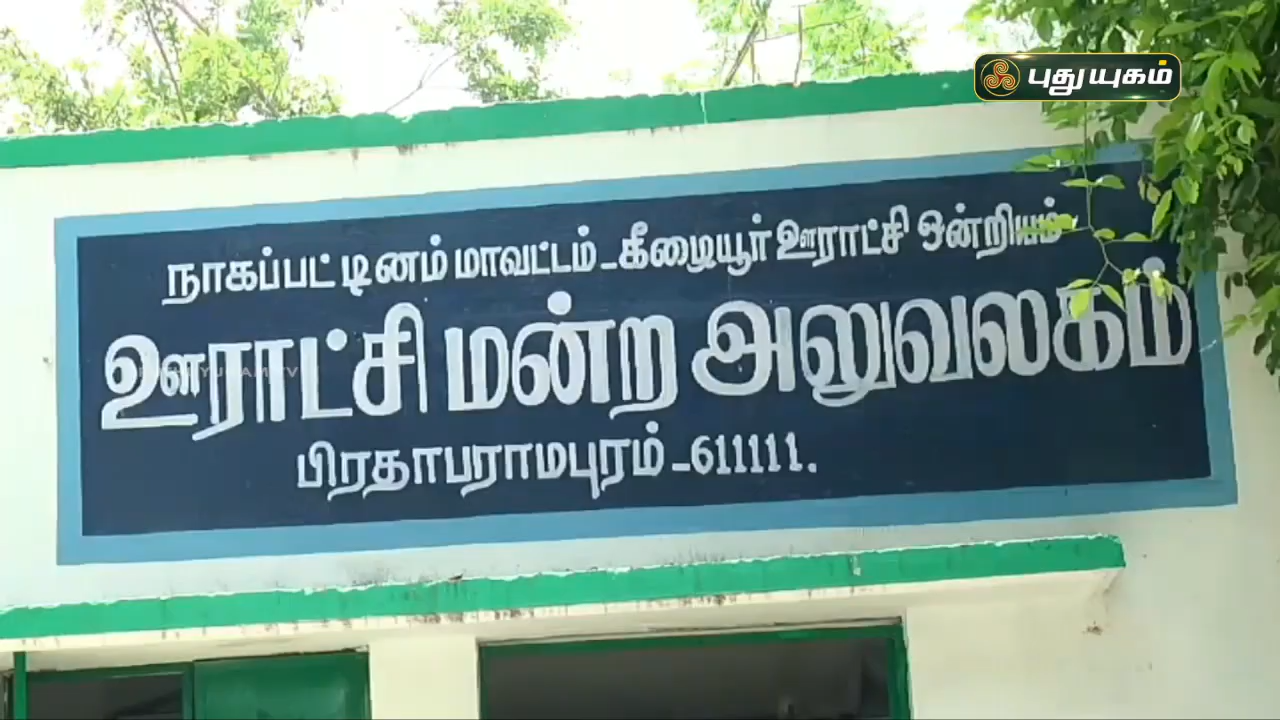 புதுயுகம்
நாகப்பட்டினம் மாவட்டம் - கீழையூர் ஊராட்சி ஒன்றியம்
ஊராட்சி மன்ற அலுவலகம்
பிரதாபராமபுரம் - 611111.